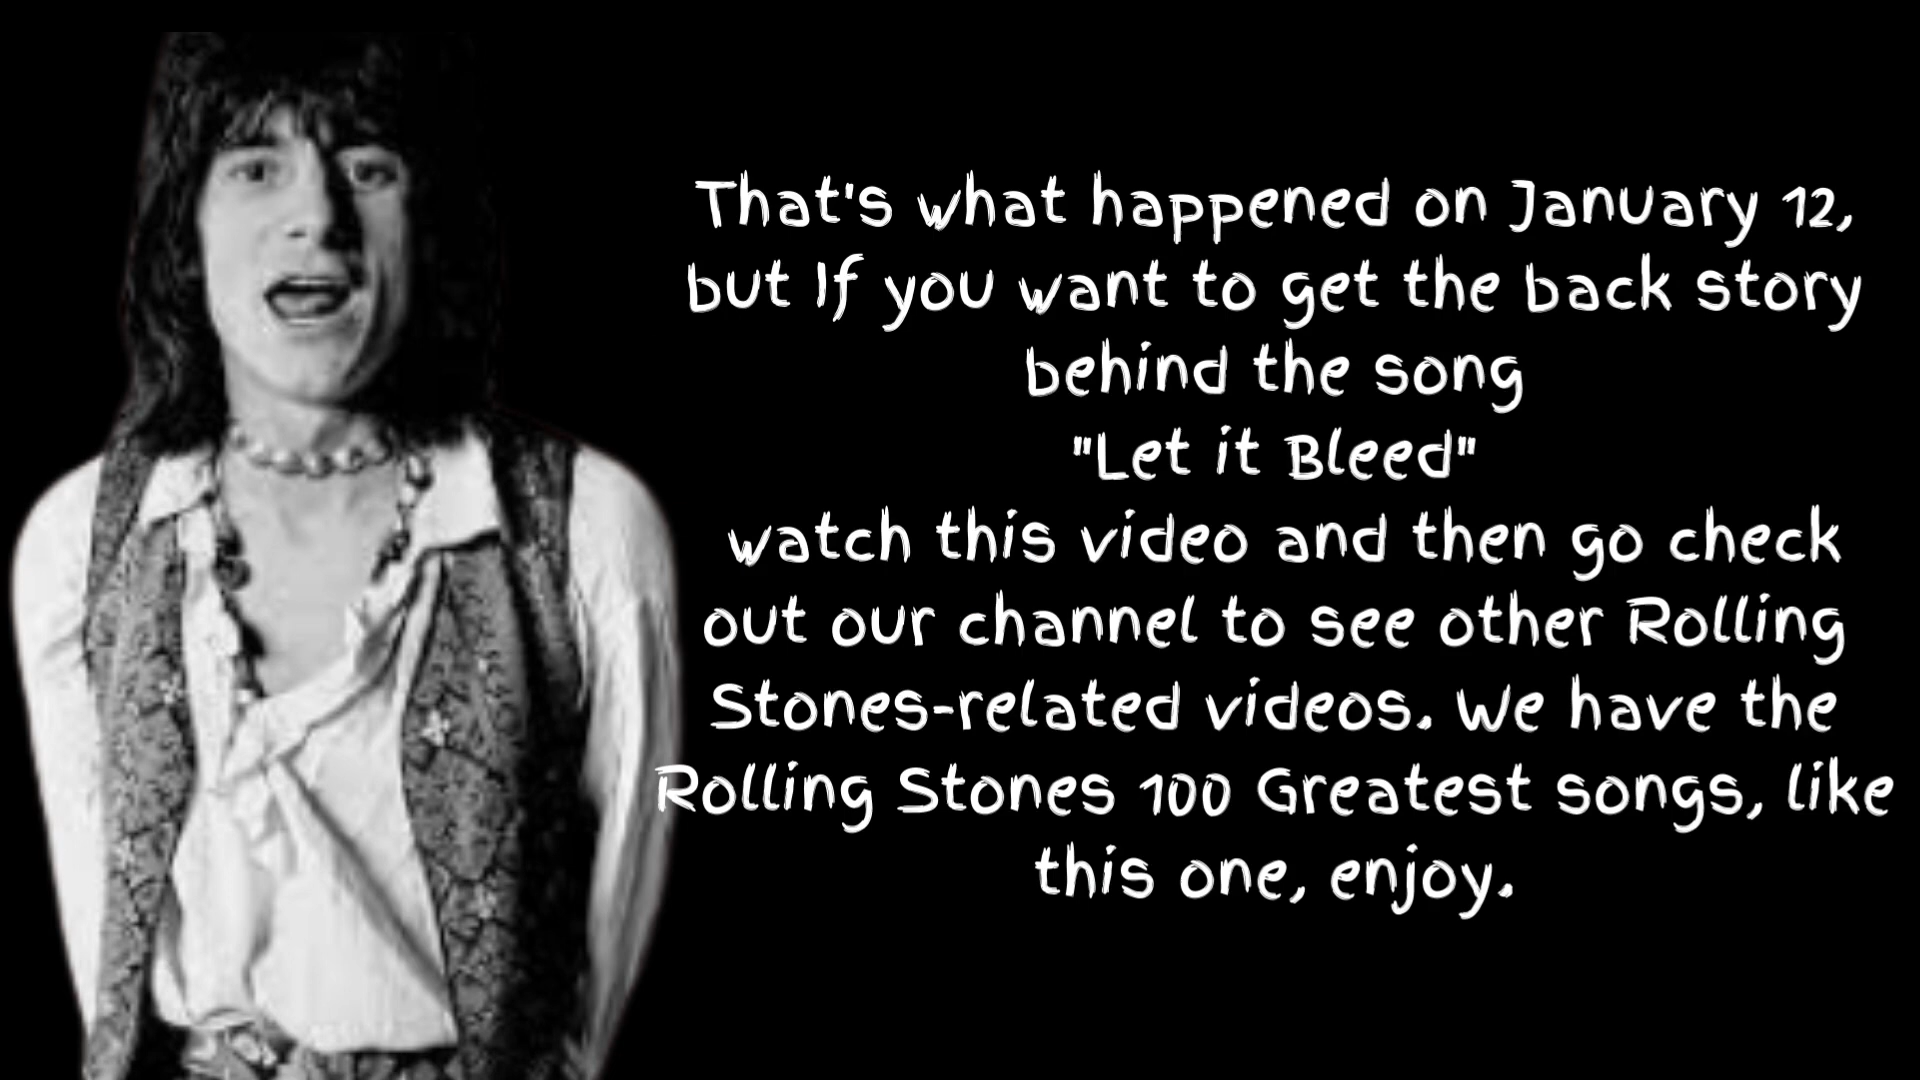 That's what happened on January 12,
but If you want to get the back story
behind the song
"Let it Bleed"
watch this video and then go check
out our channel to see other Rolling
Stones-related videos. We have the
Rolling Stones 100 Greatest songs, like
this one, enjoy.